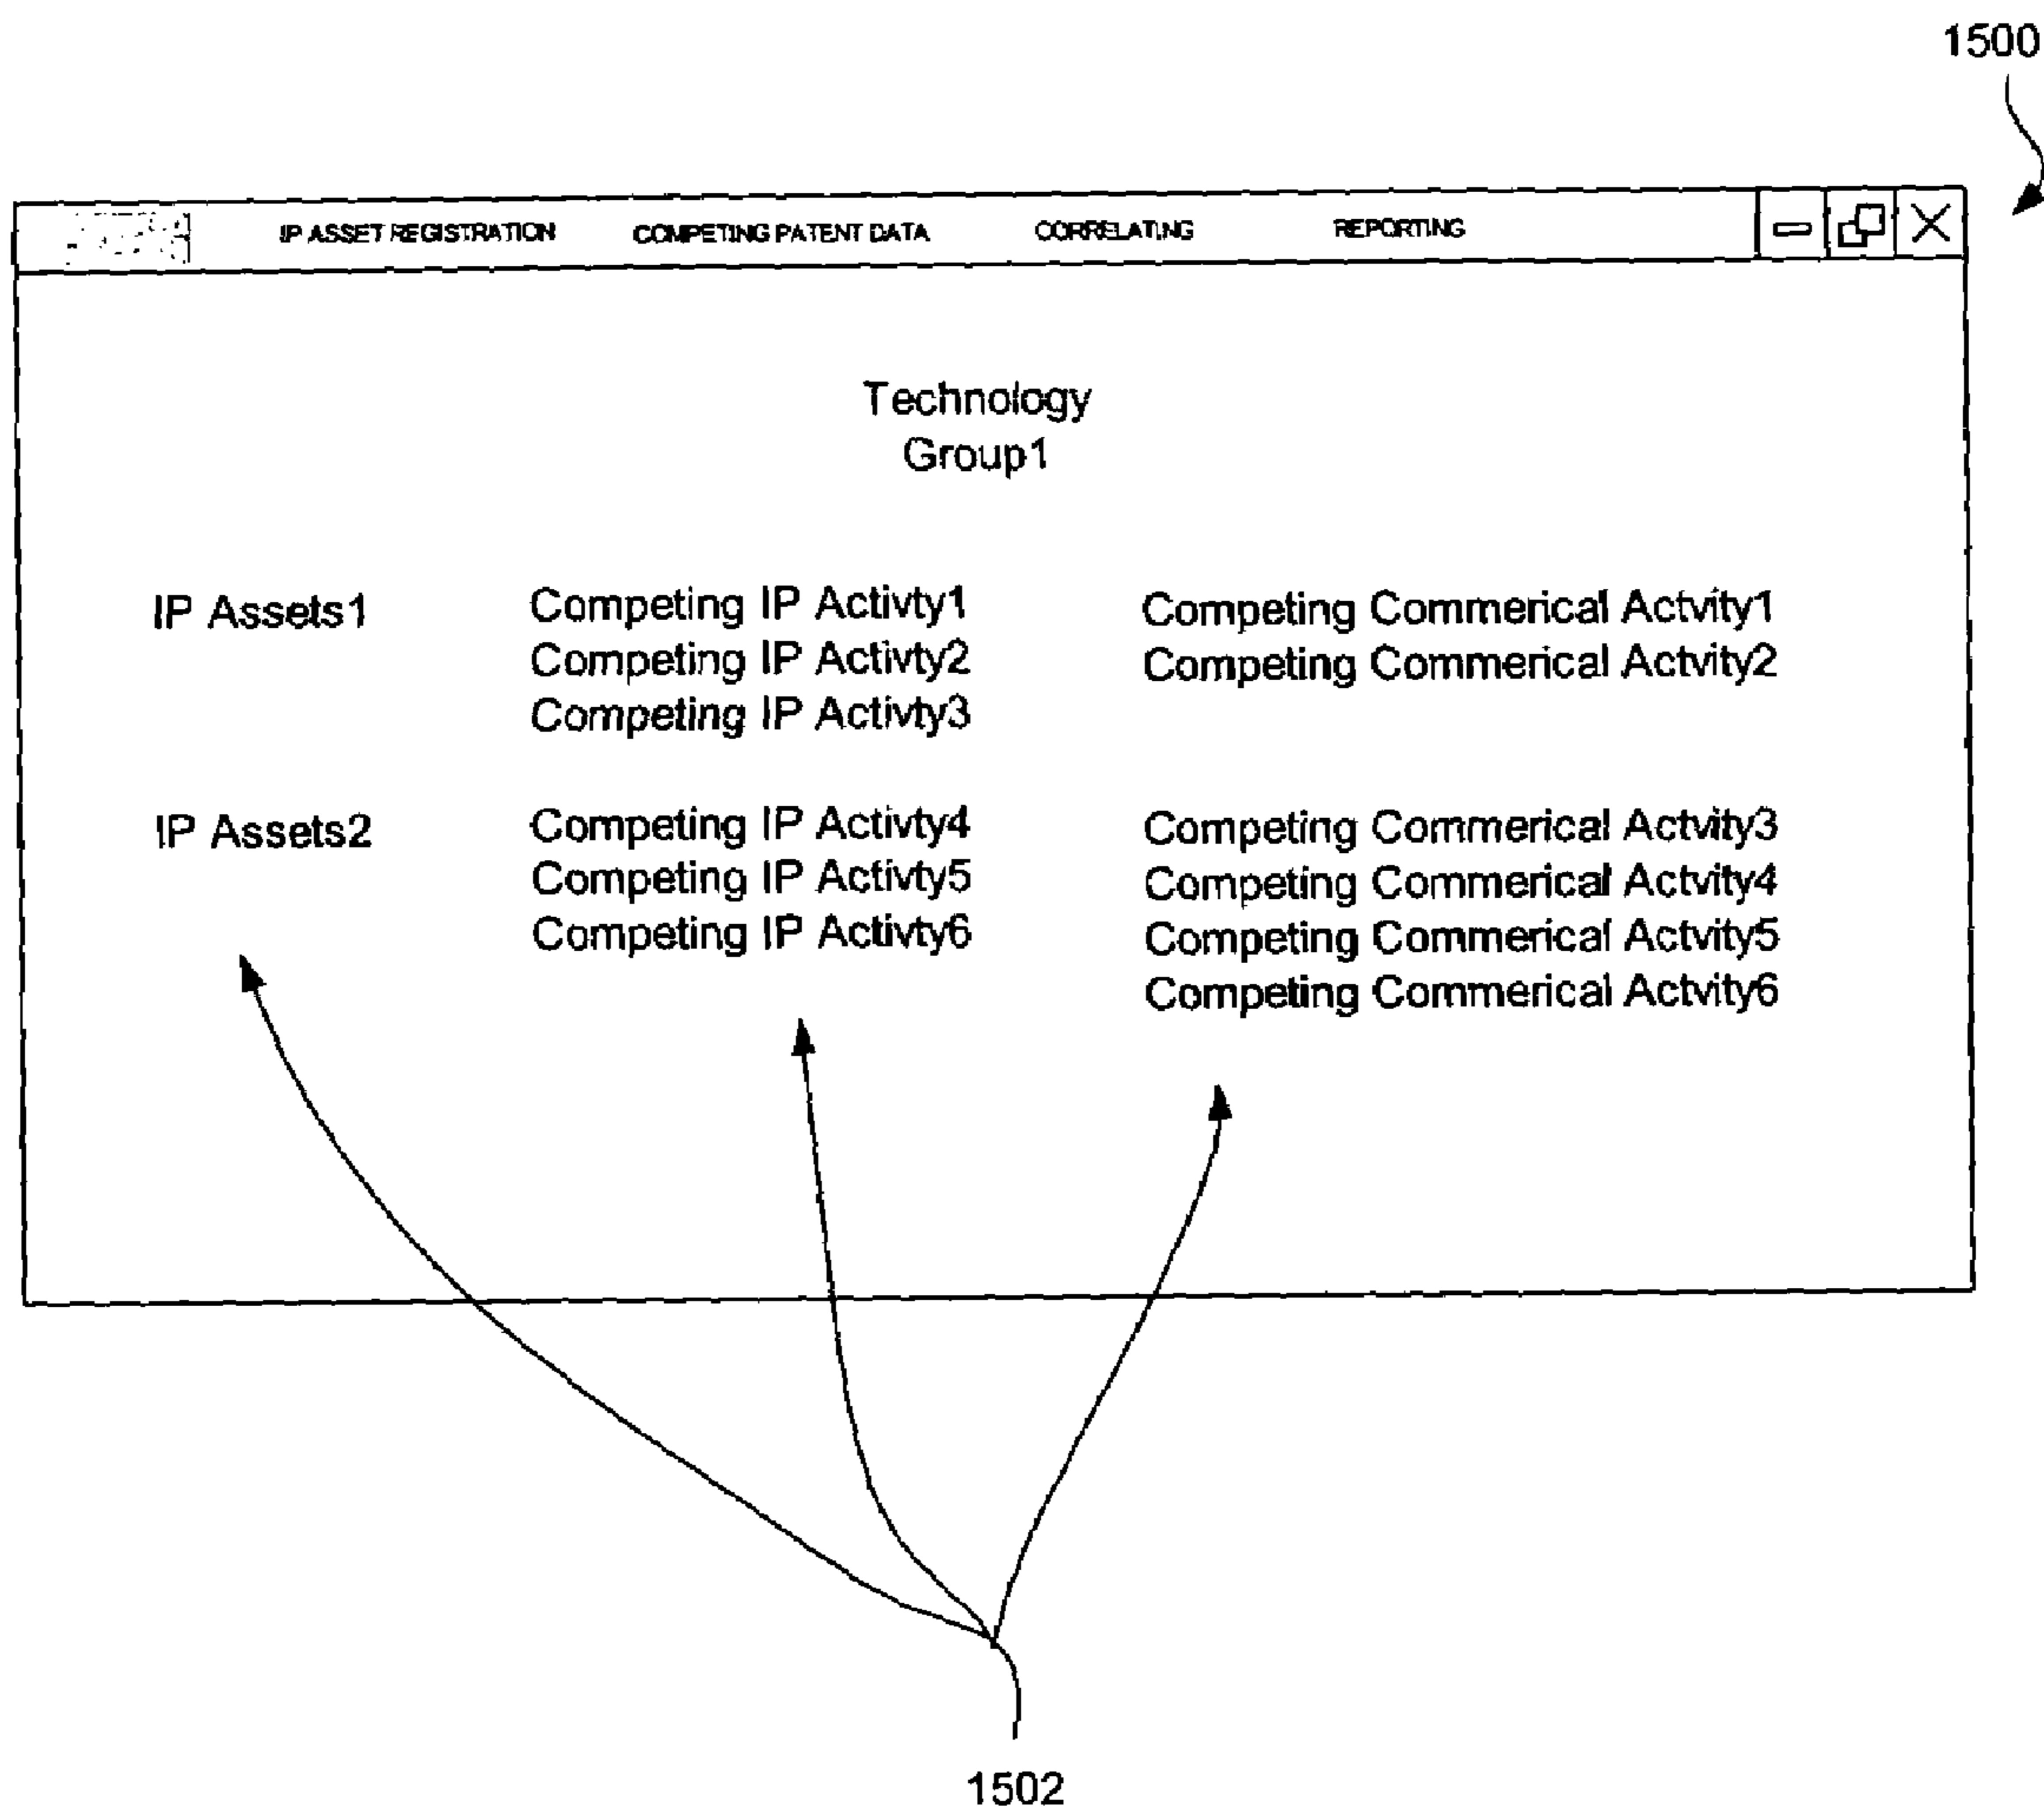 1500
IP ASSET REGISTRATION COMPETING PATENT DATA CORRELATING REPORTING
Technology
Group1
IP Assets1 Competing IP Activty1 Competing Commerical Actvity1
Competing IP Activty2 Competing Commerical Actvity2
Competing IP Activty3
IP Assets2 Competing IP Activty4 Competing Commerical Actvity3
Competing IP Activty5 Competing Commerical Actvity4
Competing IP Activty6 Competing Commerical Actvity5
Competing Commerical Actvity6
1502